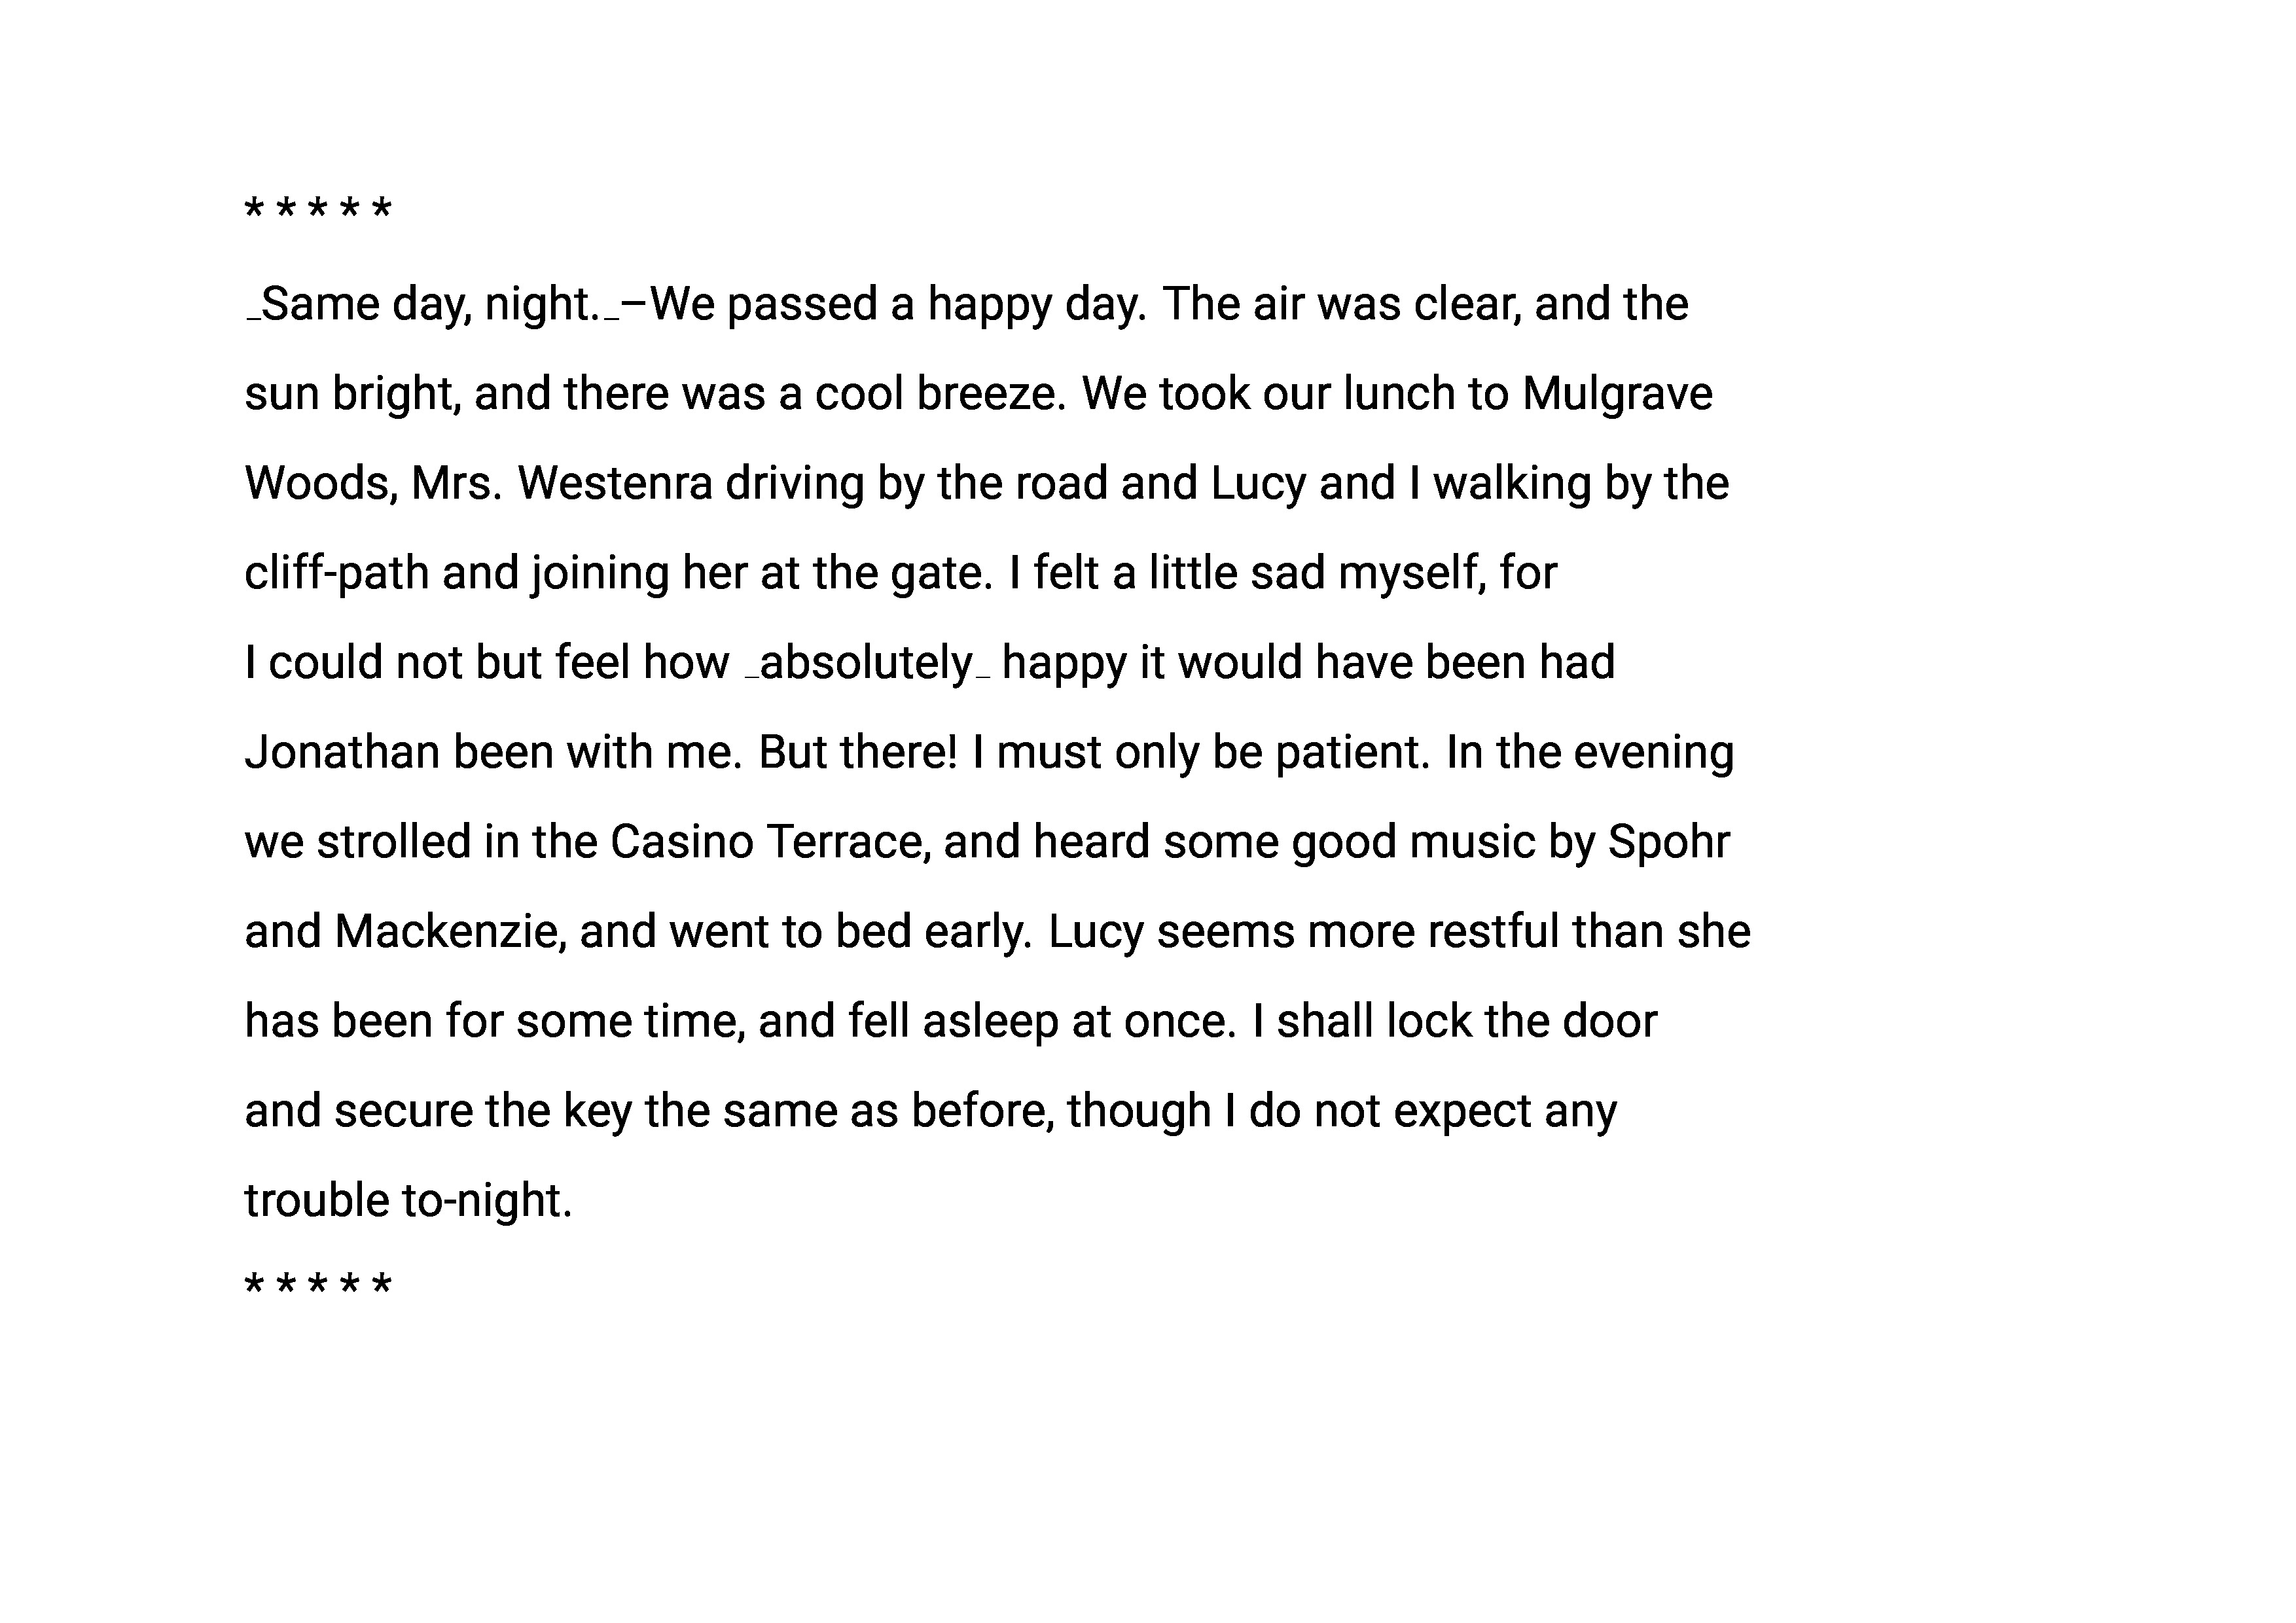 * * * * *
_Same day, night._–We passed a happy day. The air was clear, and the
sun bright, and there was a cool breeze. We took our lunch to Mulgrave
Woods, Mrs. Westenra driving by the road and Lucy and I walking by the
cliff-path and joining her at the gate. I felt a little sad myself, for
I could not but feel how _absolutely_ happy it would have been had
Jonathan been with me. But there! I must only be patient. In the evening
we strolled in the Casino Terrace, and heard some good music by Spohr
and Mackenzie, and went to bed early. Lucy seems more restful than she
has been for some time, and fell asleep at once. I shall lock the door
and secure the key the same as before, though I do not expect any
trouble to-night.
* * * * *